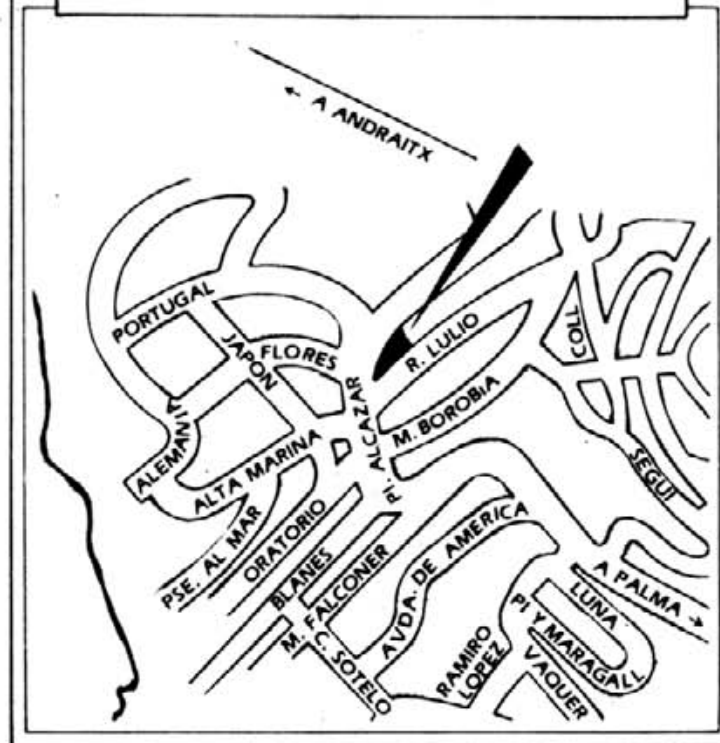 ← A ANDRAITX
PORTUGAL
JAPON
FLORES
R. LULIO
COLL
M. BOROBIA
Pl. ALCAZAR
ALEMANIA
ALTA MARINA
SEGUI
PSE. AL MAR
ORATORIO
BLANES
M. FALCONER
C. SOTELO
AVDA. DE AMERICA
A PALMA →
LUNA
PI Y MARAGALL
VAQUER
RAMIRO
LOPEZ